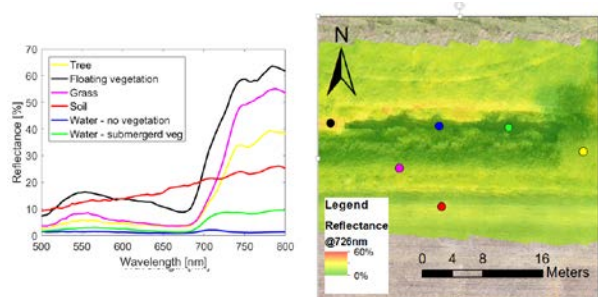 70
60
50
40
30
20
10
0
Reflectance [%]
Tree
Floating vegetation
Grass
Soil
Water - no vegetation
Water - submergerd veg
500
550
600
650
700
750
800
Wavelength [nm]
N
Legend
Reflectance
@726nm
60%
0%
0 4 8 16
Meters